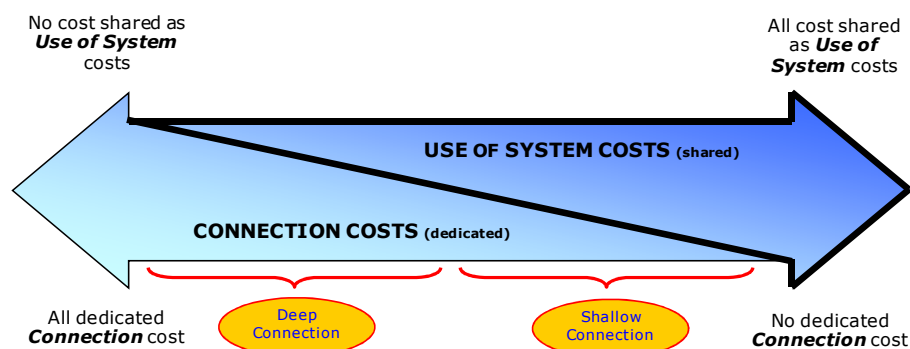 No cost shared as
Use of System
costs
All cost shared
as Use of
System costs
USE OF SYSTEM COSTS (shared)
CONNECTION COSTS (dedicated)
Deep
Connection
Shallow
Connection
All dedicated
Connection cost
No dedicated
Connection cost